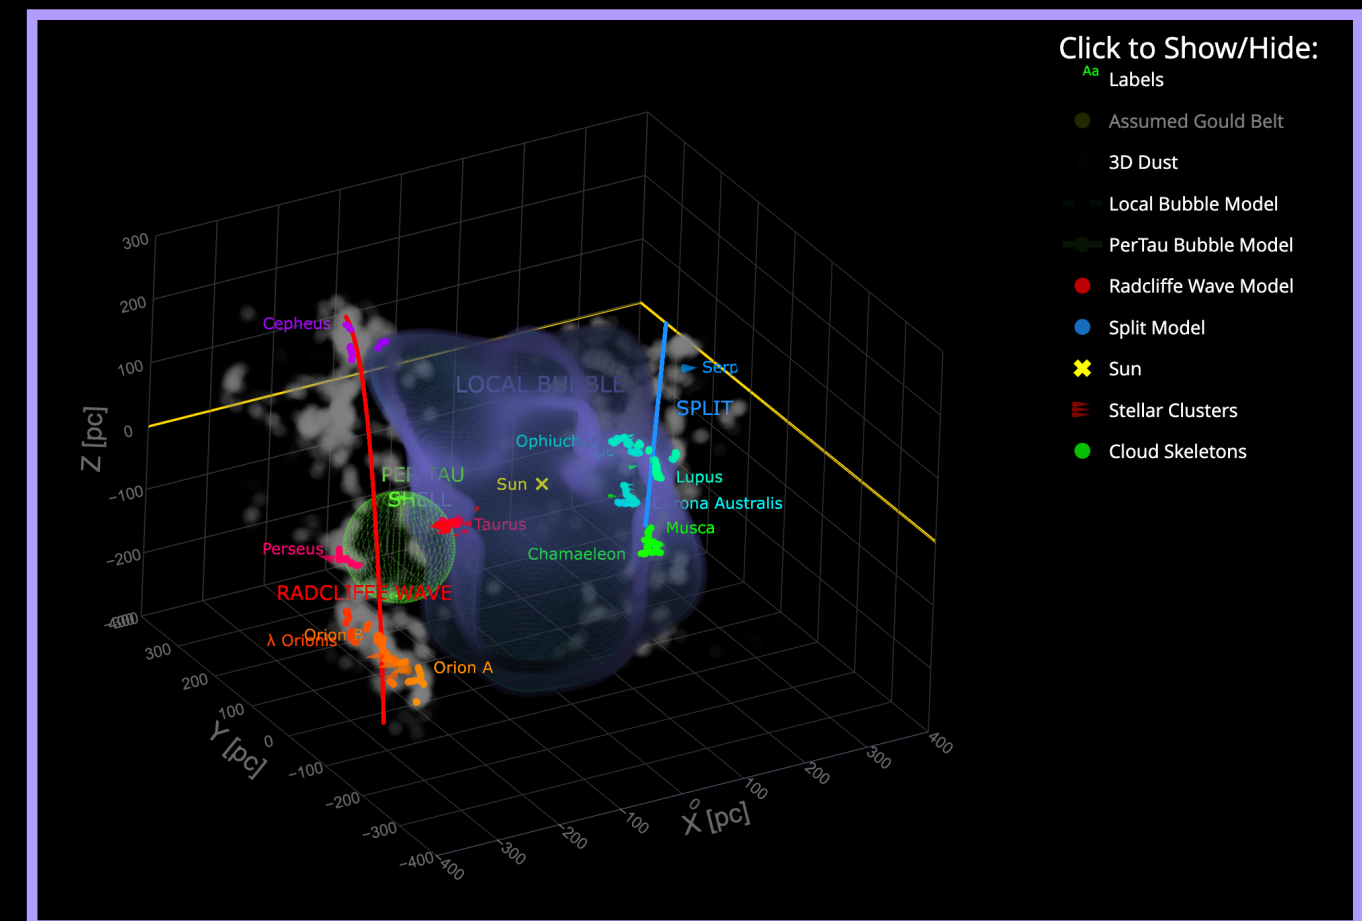 Click to Show/Hide:
Aa Labels
Assumed Gould Belt
3D Dust
Local Bubble Model
PerTau Bubble Model
Radcliffe Wave Model
Split Model
Sun
Stellar Clusters
Cloud Skeletons
Z [pc]
300
200
100
0
−100
−200
−300
−400
Y [pc]
300
200
100
0
−100
−200
−300
−400
X [pc]
−400
−300
−200
−100
0
100
200
300
400
Cepheus
LOCAL BUBBLE
Serp
SPLIT
Lupus
PER-TAU
SHELL
Sun
Corona Australis
Taurus
Musca
Perseus
Chamaeleon
RADCLIFFE WAVE
Orion B
λ Orionis
Orion A